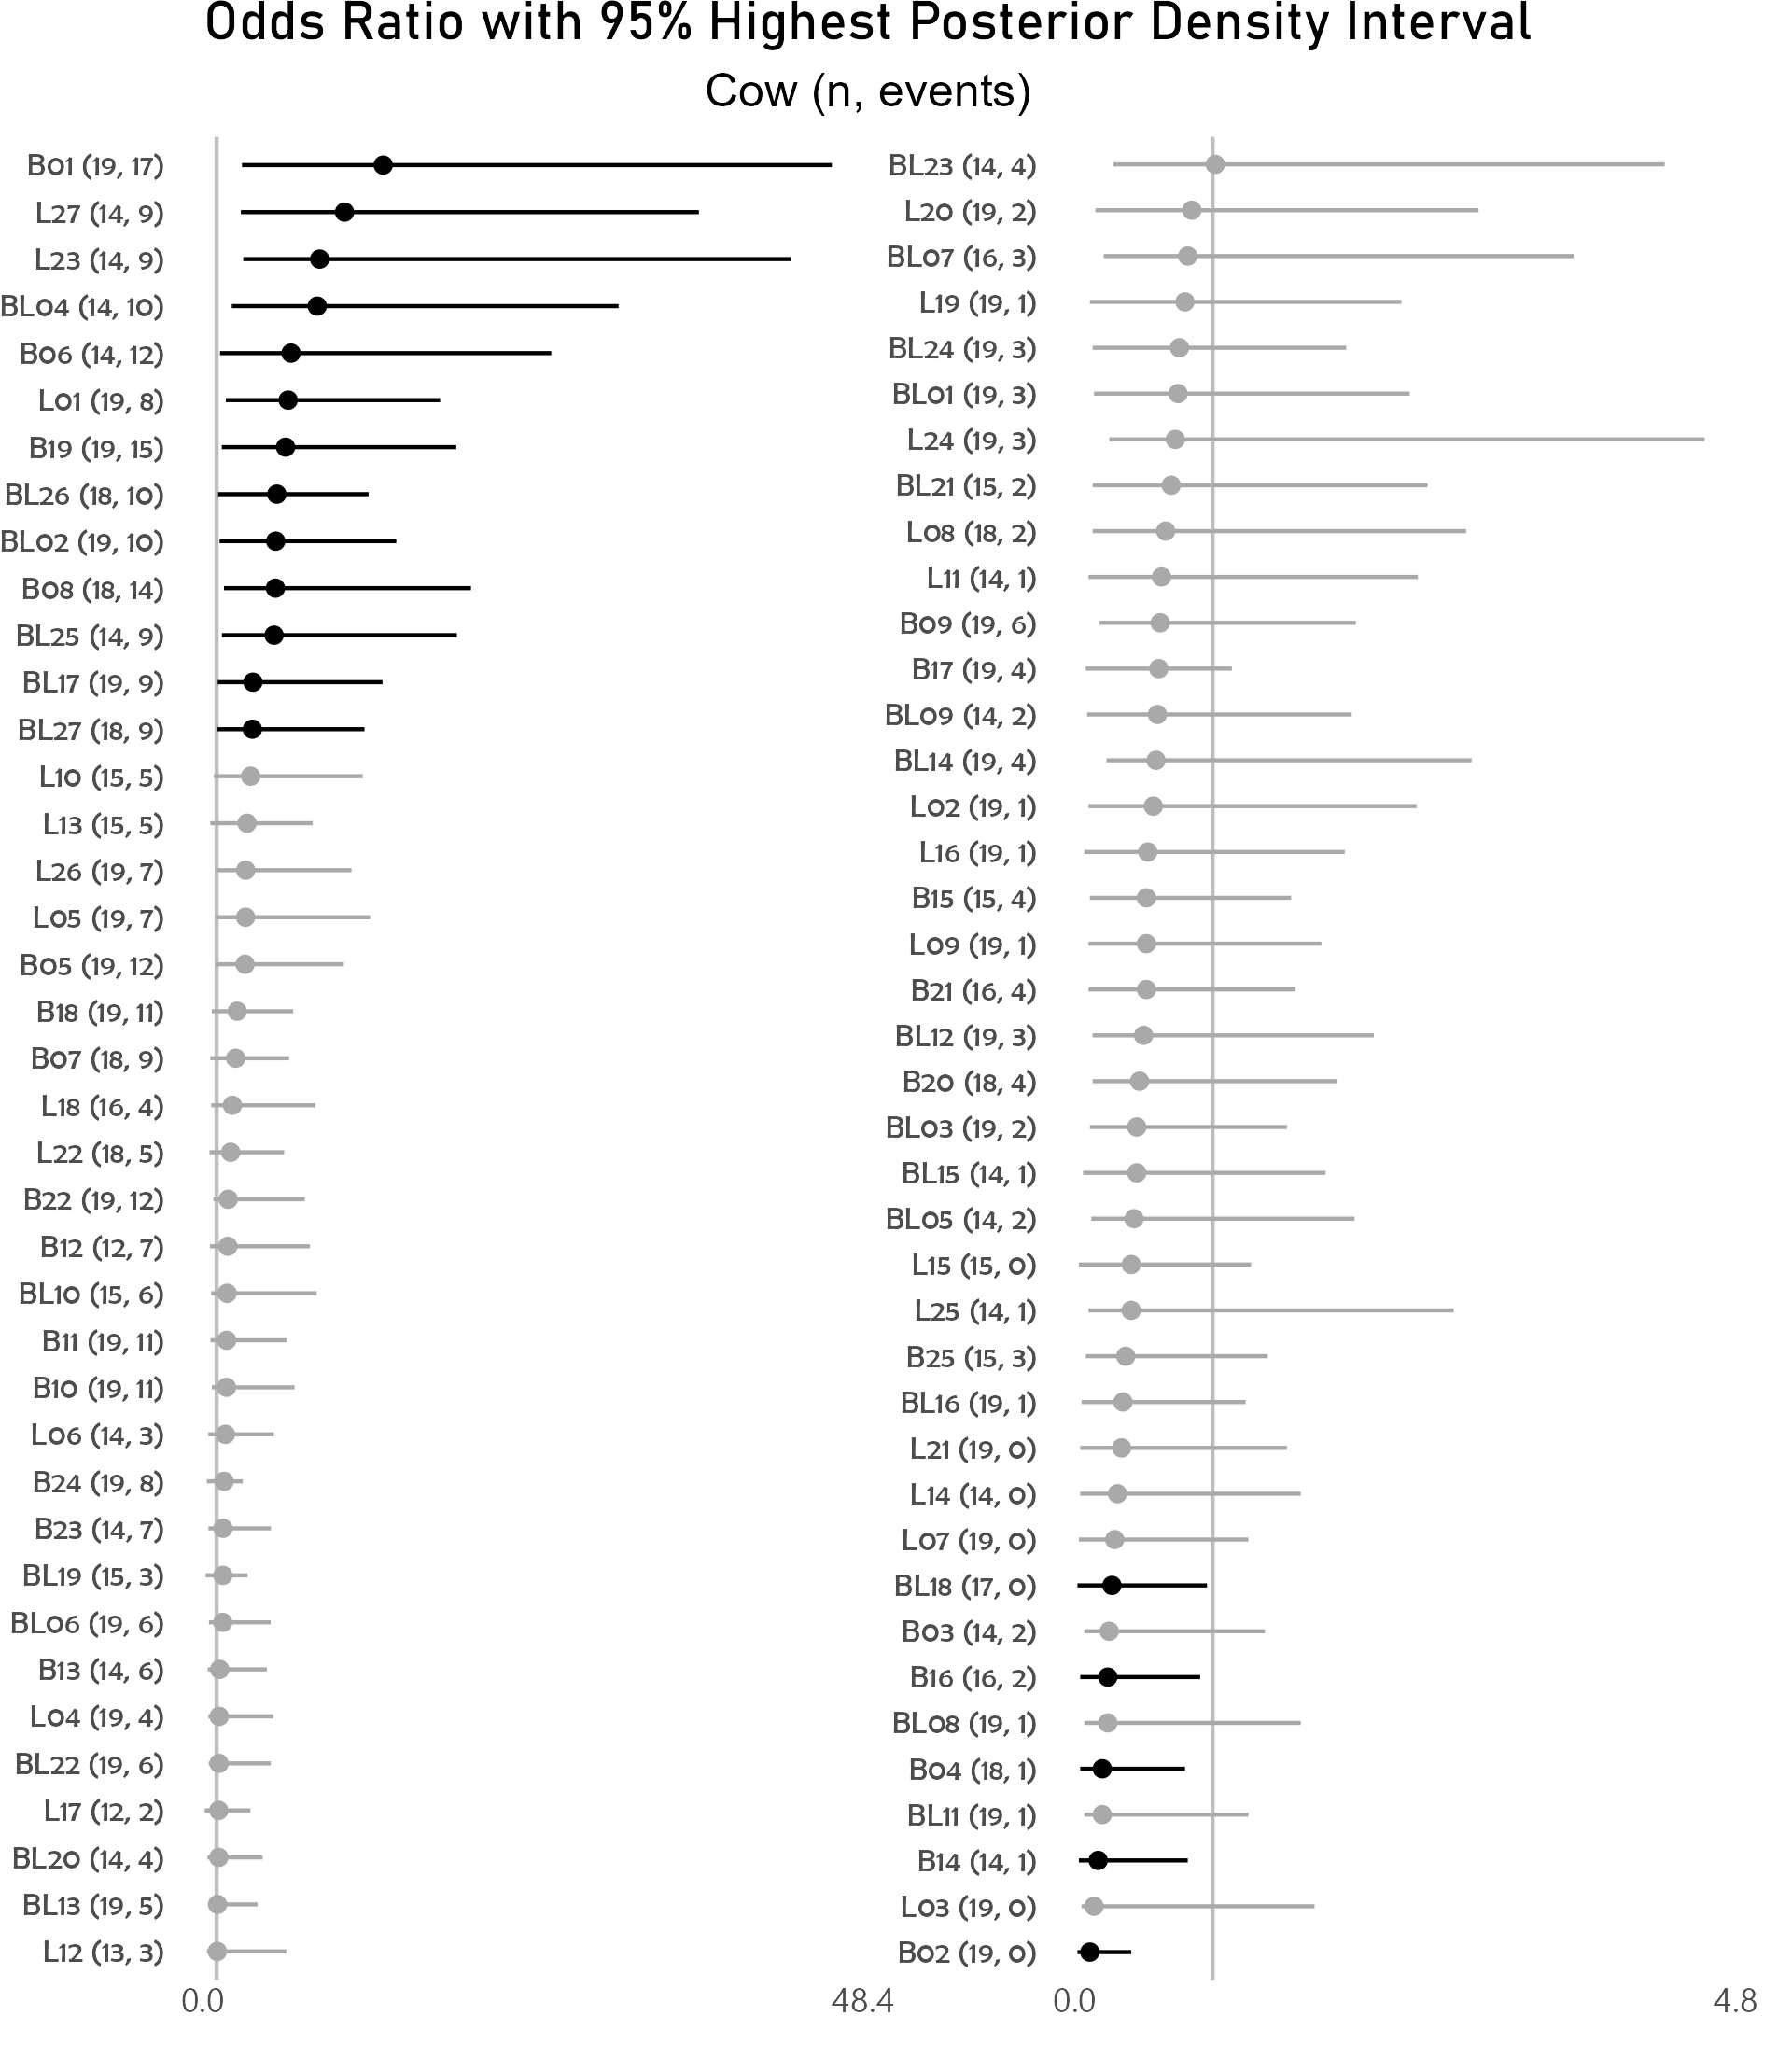 Odds Ratio with 95% Highest Posterior Density Interval
Cow (n, events)
B01 (19, 17)
L27 (14, 9)
L23 (14, 9)
BL04 (14, 10)
B06 (14, 12)
L01 (19, 8)
B19 (19, 15)
BL26 (18, 10)
BL02 (19, 10)
B08 (18, 14)
BL25 (14, 9)
BL17 (19, 9)
BL27 (18, 9)
L10 (15, 5)
L13 (15, 5)
L26 (19, 7)
L05 (19, 7)
B05 (19, 12)
B18 (19, 11)
B07 (18, 9)
L18 (16, 4)
L22 (18, 5)
B22 (19, 12)
B12 (12, 7)
BL10 (15, 6)
B11 (19, 11)
B10 (19, 11)
L06 (14, 3)
B24 (19, 8)
B23 (14, 7)
BL19 (15, 3)
BL06 (19, 6)
B13 (14, 6)
L04 (19, 4)
BL22 (19, 6)
L17 (12, 2)
BL20 (14, 4)
BL13 (19, 5)
L12 (13, 3)
0.0 48.4
BL23 (14, 4)
L20 (19, 2)
BL07 (16, 3)
L19 (19, 1)
BL24 (19, 3)
BL01 (19, 3)
L24 (19, 3)
BL21 (15, 2)
L08 (18, 2)
L11 (14, 1)
B09 (19, 6)
B17 (19, 4)
BL09 (14, 2)
BL14 (19, 4)
L02 (19, 1)
L16 (19, 1)
B15 (15, 4)
L09 (19, 1)
B21 (16, 4)
BL12 (19, 3)
B20 (18, 4)
BL03 (19, 2)
BL15 (14, 1)
BL05 (14, 2)
L15 (15, 0)
L25 (14, 1)
B25 (15, 3)
BL16 (19, 1)
L21 (19, 0)
L14 (14, 0)
L07 (19, 0)
BL18 (17, 0)
B03 (14, 2)
B16 (16, 2)
BL08 (19, 1)
B04 (18, 1)
BL11 (19, 1)
B14 (14, 1)
L03 (19, 0)
B02 (19, 0)
0.0 4.8